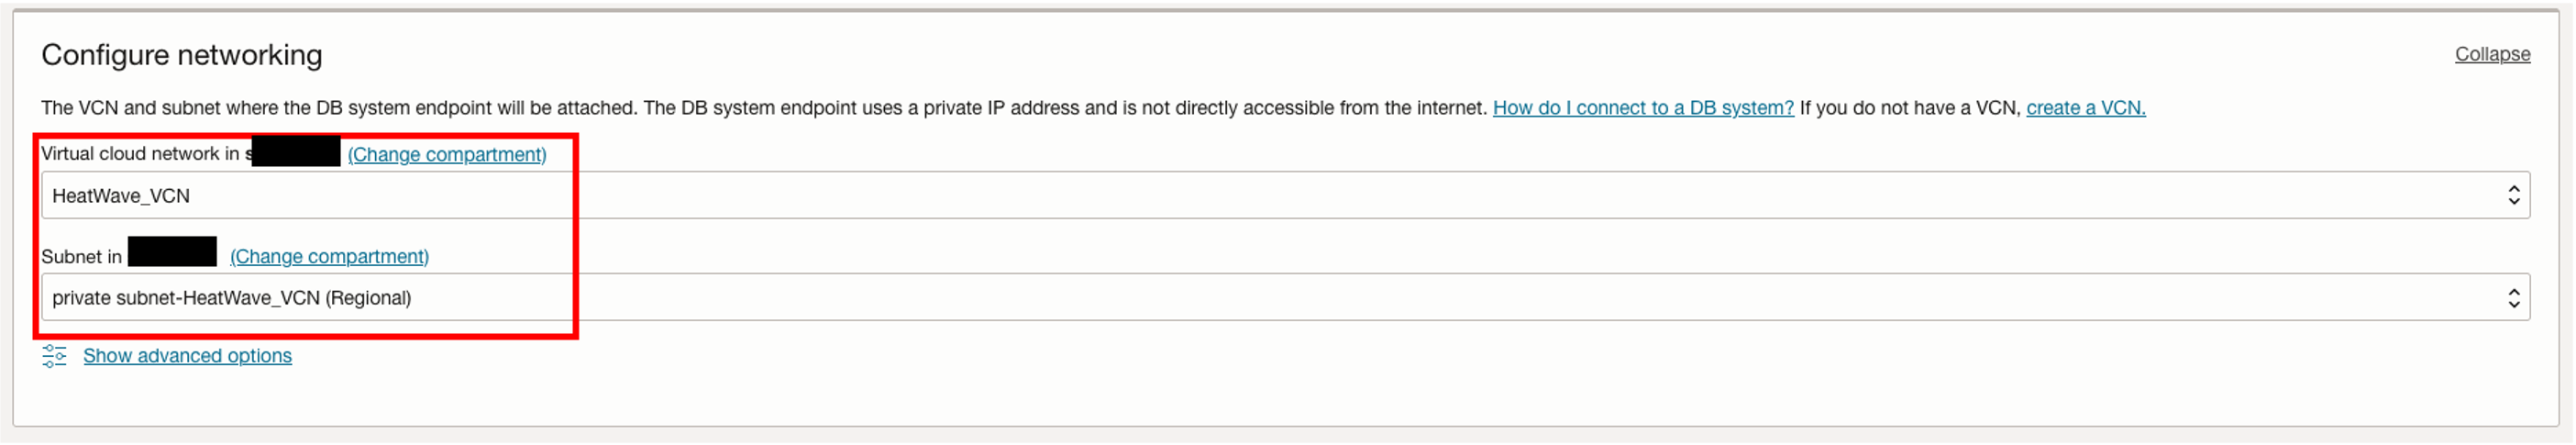 Configure networking
Collapse
The VCN and subnet where the DB system endpoint will be attached. The DB system endpoint uses a private IP address and is not directly accessible from the internet. How do I connect to a DB system? If you do not have a VCN, create a VCN.
Virtual cloud network in s (Change compartment)
HeatWave_VCN
Subnet in (Change compartment)
private subnet-HeatWave_VCN (Regional)
Show advanced options